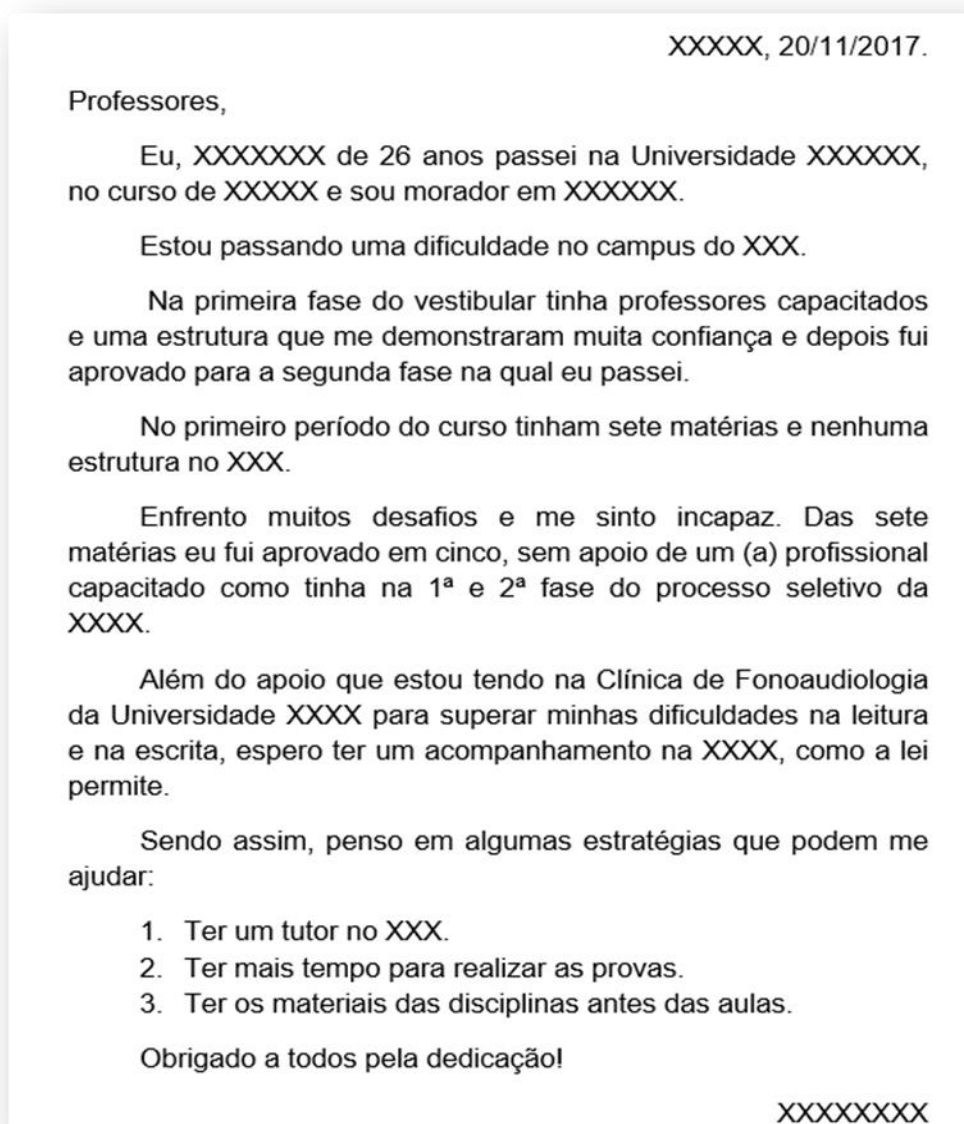 XXXXX, 20/11/2017.
Professores,
Eu, XXXXXXX de 26 anos passei na Universidade XXXXXX,
no curso de XXXXX e sou morador em XXXXXX.
Estou passando uma dificuldade no campus do XXX.
Na primeira fase do vestibular tinha professores capacitados
e uma estrutura que me demonstraram muita confiança e depois fui
aprovado para a segunda fase na qual eu passei.
No primeiro período do curso tinham sete matérias e nenhuma
estrutura no XXX.
Enfrento muitos desafios e me sinto incapaz. Das sete
matérias eu fui aprovado em cinco, sem apoio de um (a) profissional
capacitado como tinha na 1ª e 2ª fase do processo seletivo da
XXXX.
Além do apoio que estou tendo na Clínica de Fonoaudiologia
da Universidade XXXX para superar minhas dificuldades na leitura
e na escrita, espero ter um acompanhamento na XXXX, como a lei
permite.
Sendo assim, penso em algumas estratégias que podem me
ajudar:
1. Ter um tutor no XXX.
2. Ter mais tempo para realizar as provas.
3. Ter os materiais das disciplinas antes das aulas.
Obrigado a todos pela dedicação!
XXXXXXXX